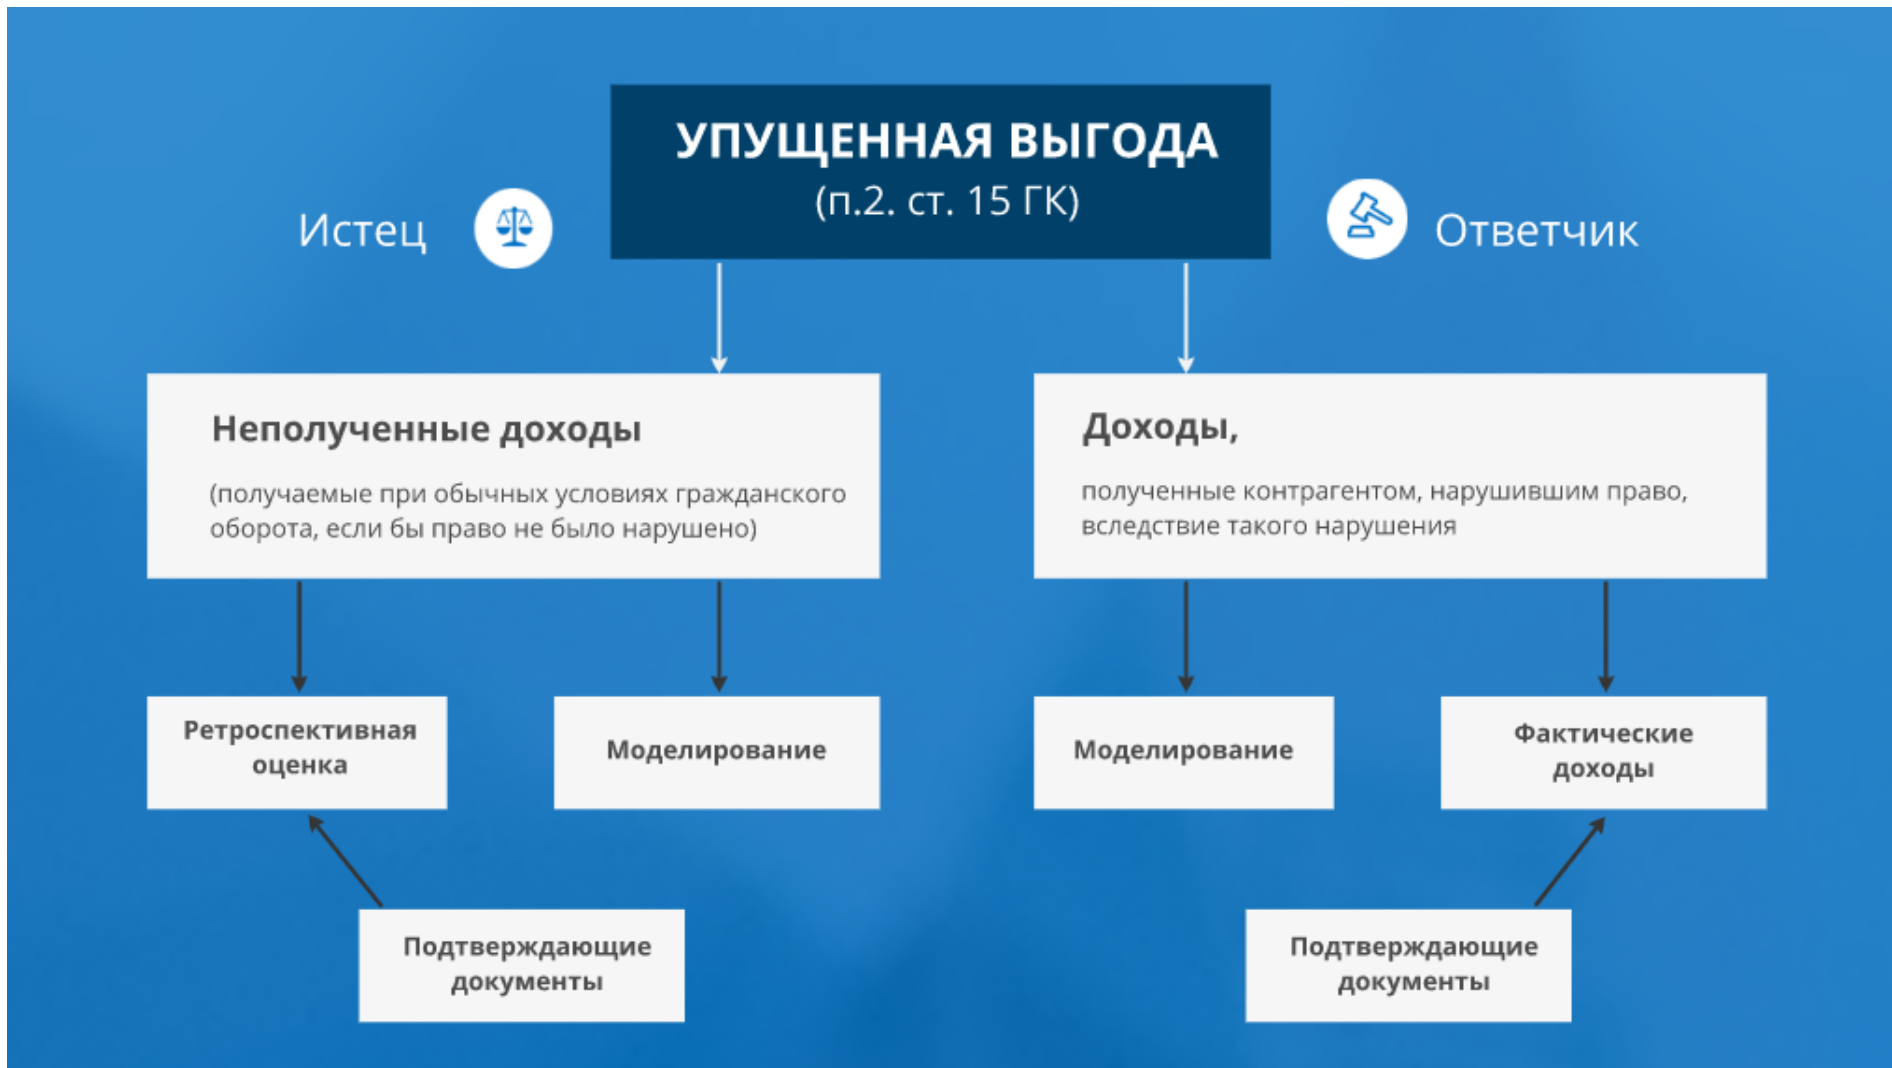 УПУЩЕННАЯ ВЫГОДА
(п.2. ст. 15 ГК)
Истец
Ответчик
Неполученные доходы
(получаемые при обычных условиях гражданского
оборота, если бы право не было нарушено)
Доходы,
полученные контрагентом, нарушившим право,
вследствие такого нарушения
Ретроспективная
оценка
Моделирование
Моделирование
Фактические
доходы
Подтверждающие
документы
Подтверждающие
документы